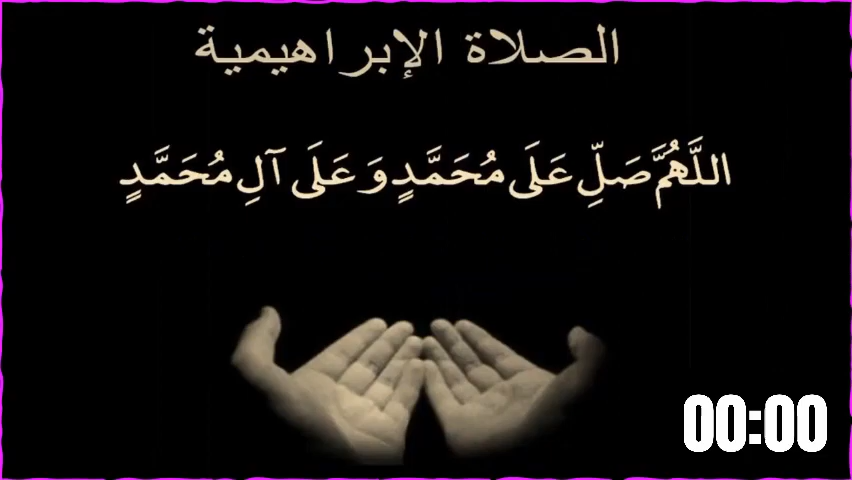 الصلاة الإبراهيمية
اللَّهُمَّ صَلِّ عَلَى مُحَمَّدٍ وَ عَلَى آلِ مُحَمَّدٍ
00:00